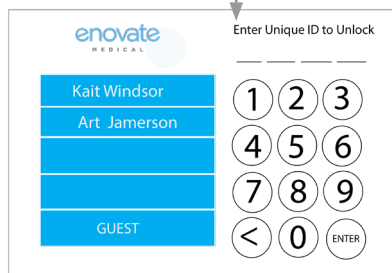 enovate
MEDICAL
Enter Unique ID to Unlock
Kait Windsor
Art Jamerson
GUEST
1 2 3
4 5 6
7 8 9
< 0 ENTER